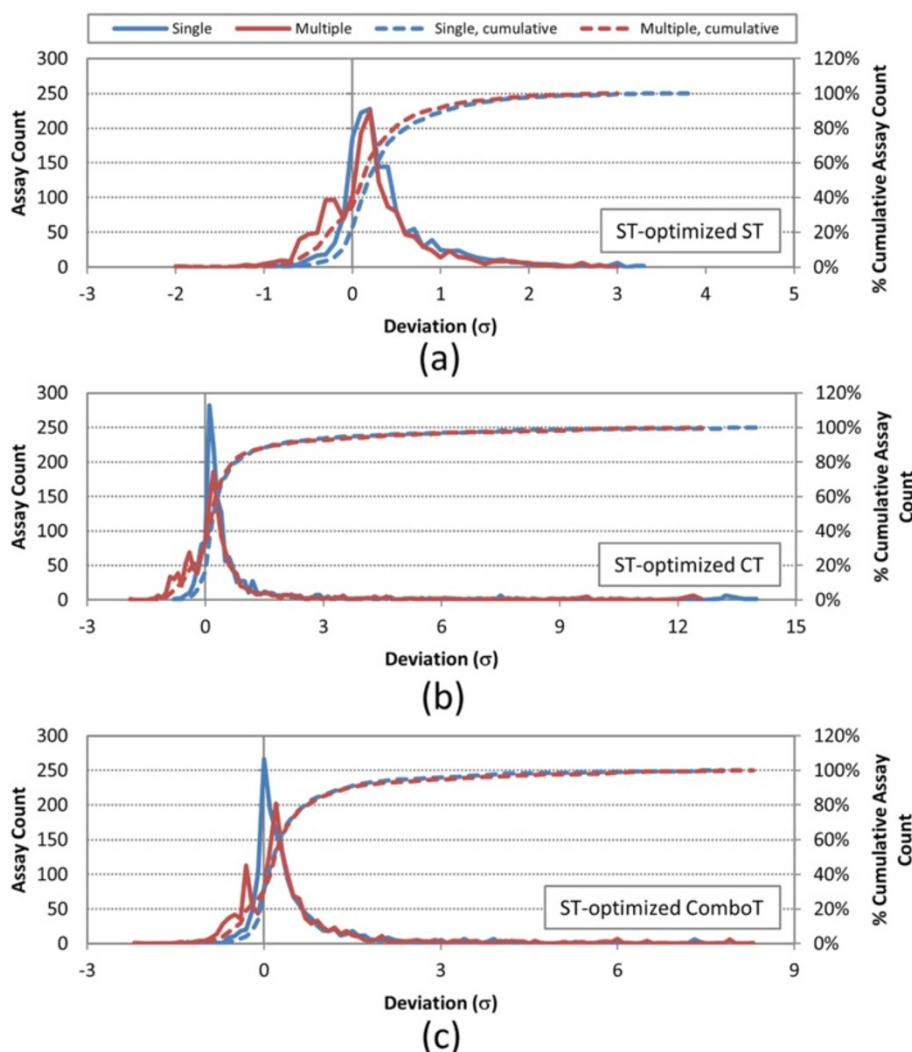 Single Multiple Single, cumulative Multiple, cumulative
300 120%
250 100%
200 80%
150 60%
100 40%
50 20%
0 0%
Assay Count
% Cumulative Assay Count
ST-optimized ST
-3 -2 -1 0 1 2 3 4 5
Deviation (σ)
(a)
300 120%
250 100%
200 80%
150 60%
100 40%
50 20%
0 0%
Assay Count
% Cumulative Assay
Count
ST-optimized CT
-3 0 3 6 9 12 15
Deviation (σ)
(b)
300 120%
250 100%
200 80%
150 60%
100 40%
50 20%
0 0%
Assay Count
% Cumulative Assay
Count
ST-optimized ComboT
-3 0 3 6 9
Deviation (σ)
(c)